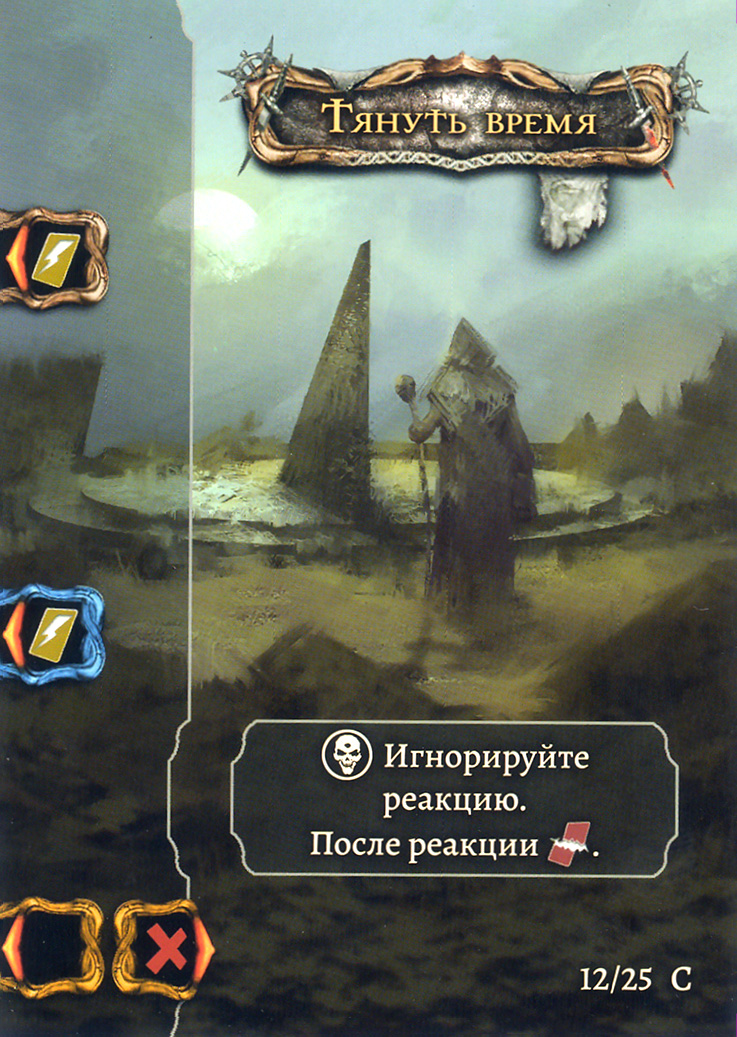 Тянуть время
Игнорируйте
реакцию.
После реакции .
12/25 C